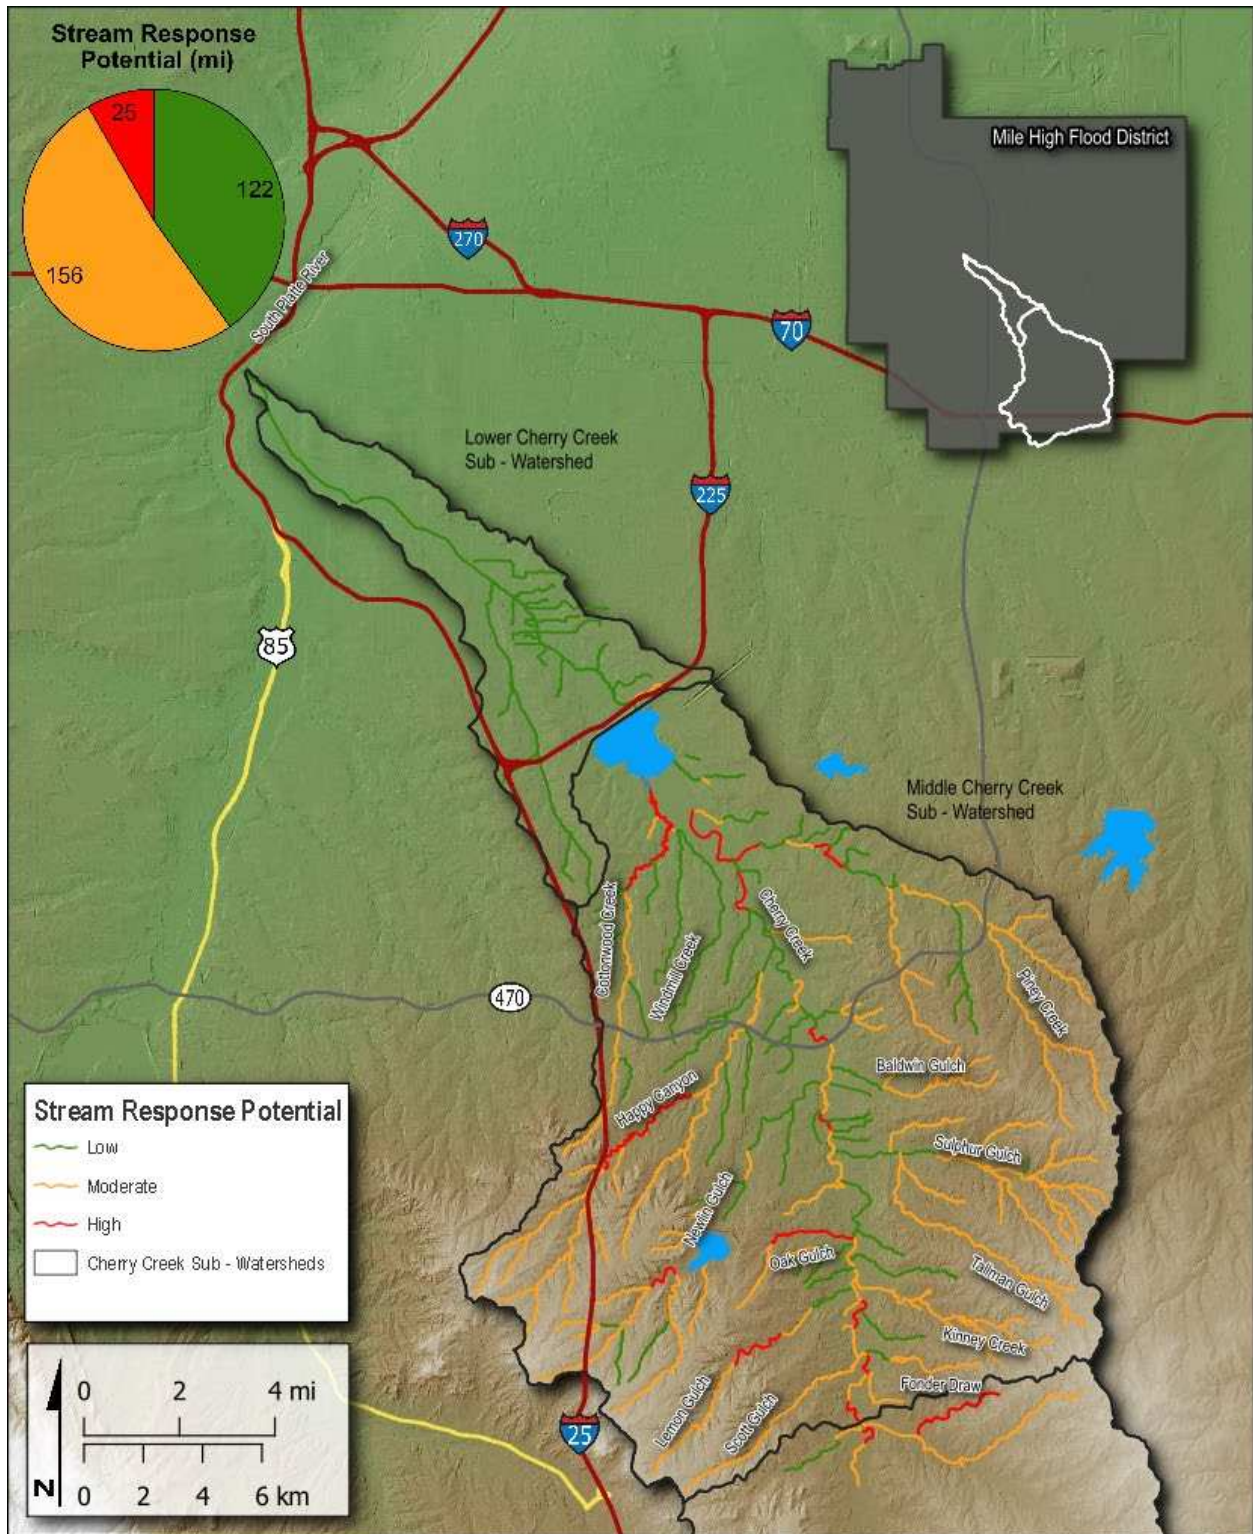 Stream Response
Potential (mi)
25
122
156
Mile High Flood District
270
South Platte River
70
Lower Cherry Creek
Sub - Watershed
225
85
Middle Cherry Creek
Sub - Watershed
Cottonwood Creek
Cherry Creek
Windmill Creek
Piney Creek
470
Baldwin Gulch
Happy Canyon
Sulphur Gulch
Newlin Gulch
Oak Gulch
Tallman Gulch
Kinney Creek
Fonder Draw
Lemon Gulch
Scott Gulch
25
Stream Response Potential
Low
Moderate
High
Cherry Creek Sub - Watersheds
0 2 4 mi
0 2 4 6 km
N